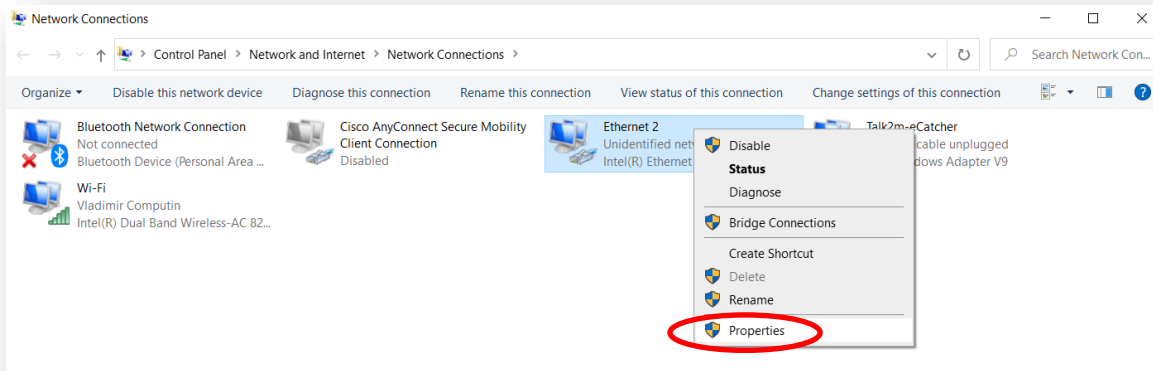 Network Connections
Control Panel > Network and Internet > Network Connections >
Search Network Con...
Organize
Disable this network device
Diagnose this connection
Rename this connection
View status of this connection
Change settings of this connection
Bluetooth Network Connection
Not connected
Bluetooth Device (Personal Area ...
Cisco AnyConnect Secure Mobility
Client Connection
Disabled
Ethernet 2
Unidentified net
Intel(R) Ethernet
Talk2m-eCatcher
cable unplugged
dows Adapter V9
Wi-Fi
Vladimir Computin
Intel(R) Dual Band Wireless-AC 82...
Disable
Status
Diagnose
Bridge Connections
Create Shortcut
Delete
Rename
Properties